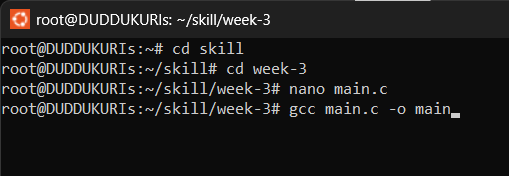 root@DUDDUKURIs: ~/skill/week-3
root@DUDDUKURIs:~# cd skill
root@DUDDUKURIs:~/skill# cd week-3
root@DUDDUKURIs:~/skill/week-3# nano main.c
root@DUDDUKURIs:~/skill/week-3# gcc main.c -o main